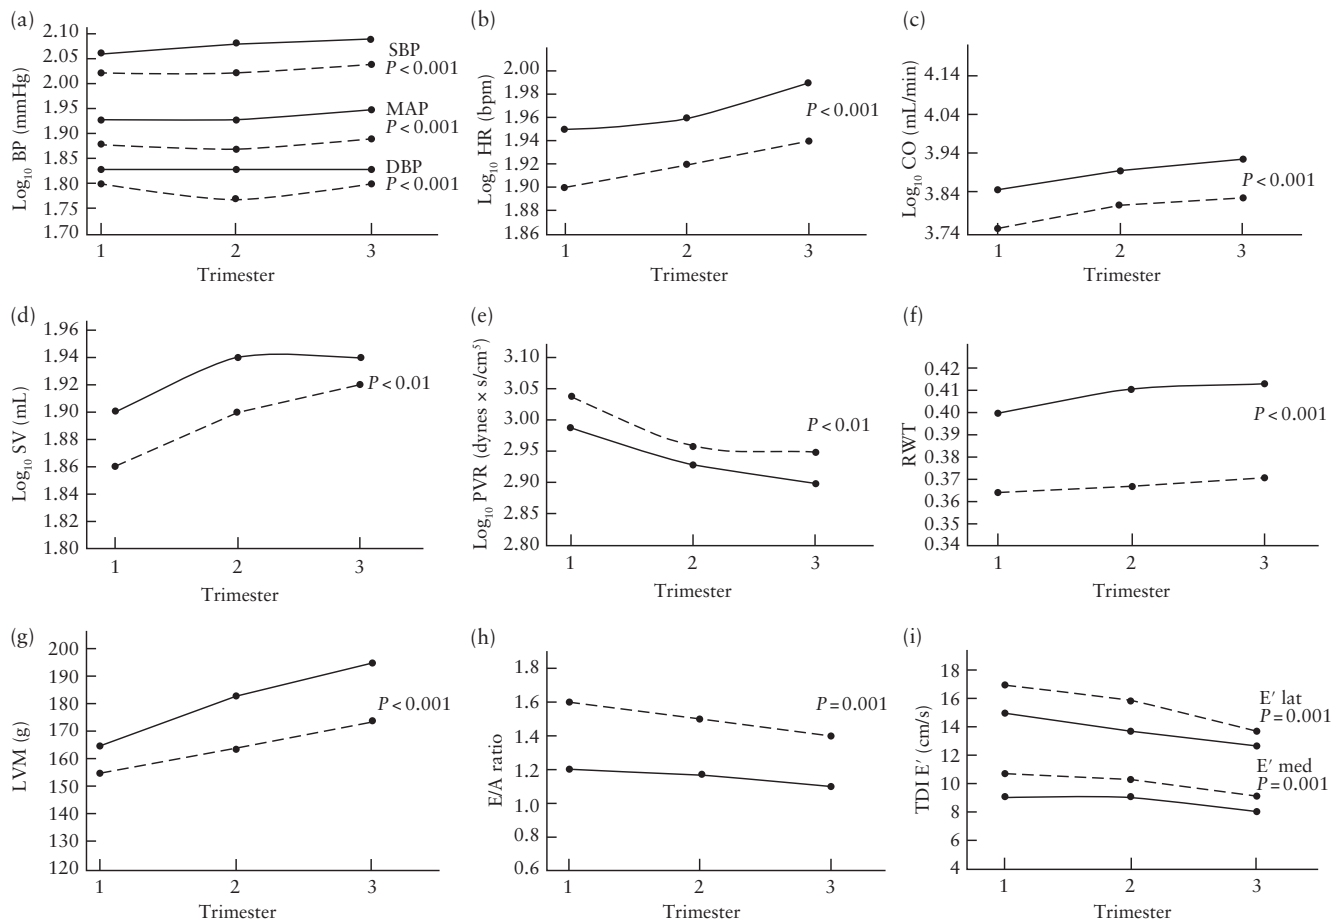 (a)
2.10
2.05
2.00
1.95
1.90
1.85
1.80
1.75
1.70
Log₁₀ BP (mmHg)
SBP
P < 0.001
MAP
P < 0.001
DBP
P < 0.001
1 2 3
Trimester
(b)
2.00
1.98
1.96
1.94
1.92
1.90
1.88
1.86
Log₁₀ HR (bpm)
P < 0.001
1 2 3
Trimester
(c)
4.14
4.04
3.94
3.84
3.74
Log₁₀ CO (mL/min)
P < 0.001
1 2 3
Trimester
(d)
1.96
1.94
1.92
1.90
1.88
1.86
1.84
1.82
1.80
Log₁₀ SV (mL)
P < 0.01
1 2 3
Trimester
(e)
3.10
3.05
3.00
2.95
2.90
2.85
2.80
Log₁₀ PVR (dynes × s/cm⁵)
P < 0.01
1 2 3
Trimester
(f)
0.42
0.41
0.40
0.39
0.38
0.37
0.36
0.35
0.34
RWT
P < 0.001
1 2 3
Trimester
(g)
200
190
180
170
160
150
140
130
120
LVM (g)
P < 0.001
1 2 3
Trimester
(h)
1.8
1.6
1.4
1.2
1.0
0.8
0.6
E/A ratio
P = 0.001
1 2 3
Trimester
(i)
18
16
14
12
10
8
6
4
TDI E′ (cm/s)
E′ lat
P = 0.001
E′ med
P = 0.001
1 2 3
Trimester